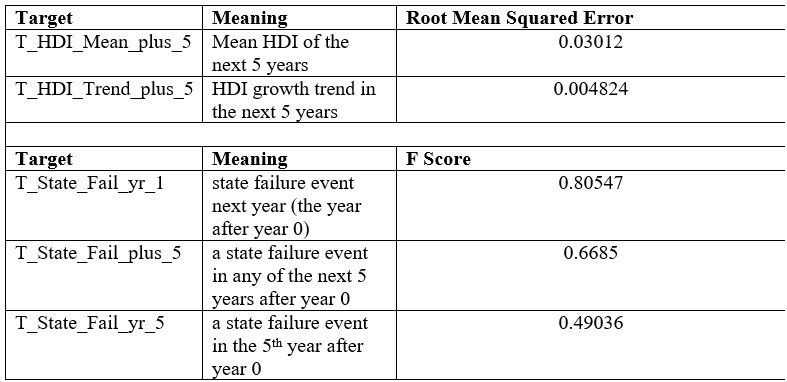 Target Meaning Root Mean Squared Error
T_HDI_Mean_plus_5 Mean HDI of the 0.03012
next 5 years
T_HDI_Trend_plus_5 HDI growth trend in 0.004824
the next 5 years
Target Meaning F Score
T_State_Fail_yr_1 state failure event 0.80547
next year (the year
after year 0)
T_State_Fail_plus_5 a state failure event 0.6685
in any of the next 5
years after year 0
T_State_Fail_yr_5 a state failure event 0.49036
in the 5th year after
year 0